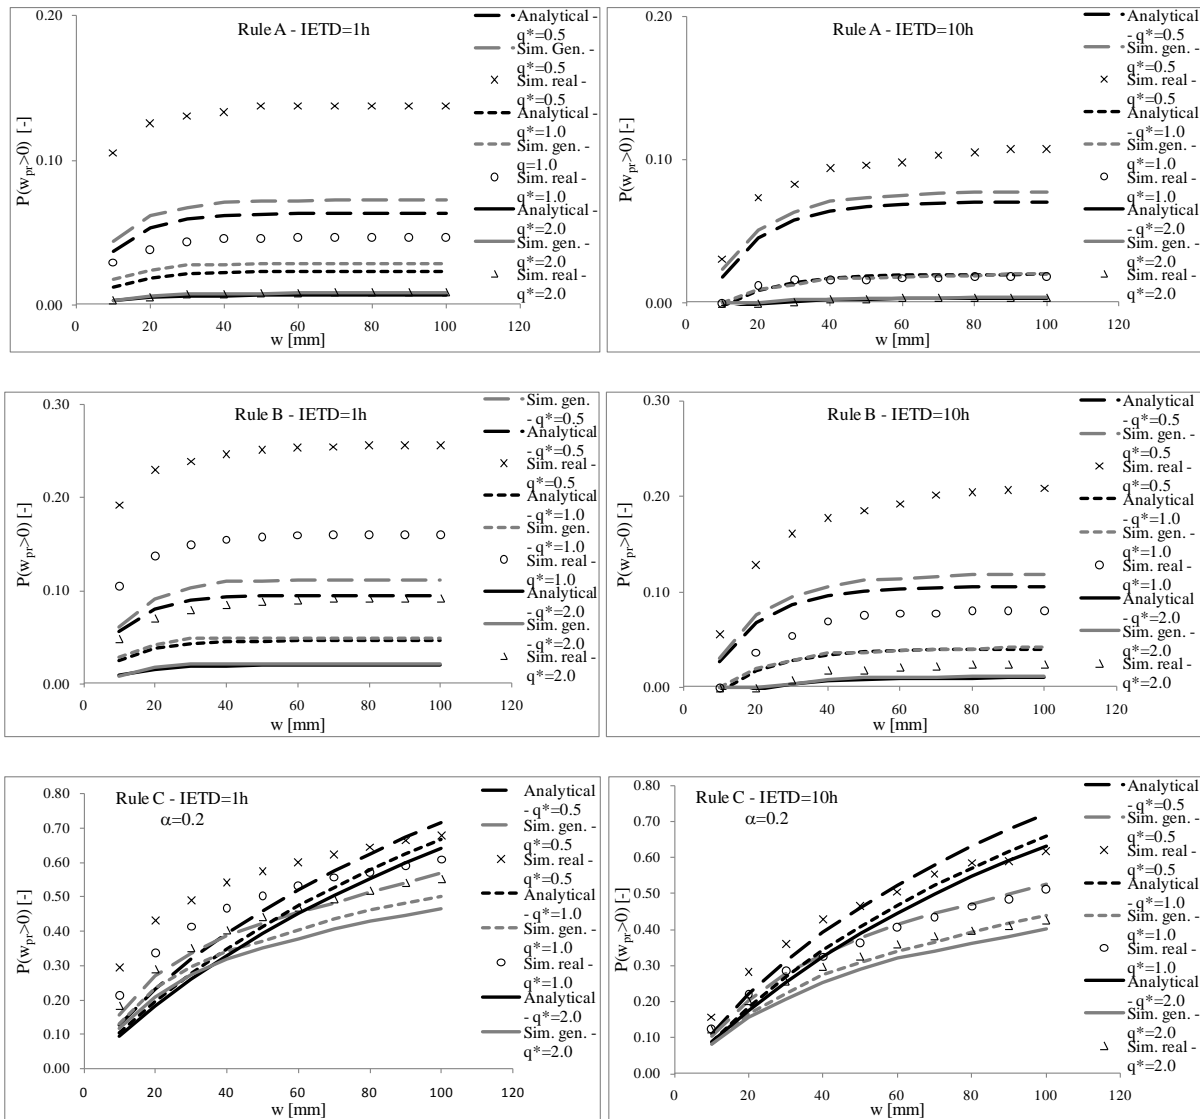 Rule A - IETD=1h
P(w_pr>0) [-]
0.20
0.10
0.00
0
20
40
60
80
100
120
w [mm]
Analytical -
q*=0.5
Sim. Gen. -
q*=0.5
Sim. real -
q*=0.5
Analytical -
q*=1.0
Sim. gen. -
q=1.0
Sim. real -
q*=1.0
Analytical -
q*=2.0
Sim. gen. -
q*=2.0
Sim. real -
q*=2.0
Rule A - IETD=10h
P(w_pr>0) [-]
0.20
0.10
0.00
0
20
40
60
80
100
120
w [mm]
Analytical
- q*=0.5
Sim. gen. -
q*=0.5
Sim. real -
q*=0.5
Analytical
- q*=1.0
Sim.gen. -
q*=1.0
Sim. real -
q*=1.0
Analytical
- q*=2.0
Sim. gen. -
q*=2.0
Sim. real -
q*=2.0
Rule B - IETD=1h
P(w_pr>0) [-]
0.30
0.20
0.10
0.00
0
20
40
60
80
100
120
w [mm]
Sim. gen.
- q*=0.5
Analytical
- q*=0.5
Sim. real -
q*=0.5
Analytical
- q*=1.0
Sim. gen.
- q*=1.0
Sim. real -
q*=1.0
Analytical
- q*=2.0
Sim. gen.
- q*=2.0
Sim. real -
q*=2.0
Rule B - IETD=10h
P(w_pr>0) [-]
0.30
0.20
0.10
0.00
0
20
40
60
80
100
120
w [mm]
Analytical
- q*=0.5
Sim. gen. -
q*=0.5
Sim. real -
q*=0.5
Analytical
- q*=1.0
Sim. gen. -
q*=1.0
Sim. real -
q*=1.0
Analytical
- q*=2.0
Sim. gen. -
q*=2.0
Sim. real -
q*=2.0
Rule C - IETD=1h
α=0.2
P(w_pr>0) [-]
0.80
0.70
0.60
0.50
0.40
0.30
0.20
0.10
0.00
0
20
40
60
80
100
120
w [mm]
Analytical
- q*=0.5
Sim. gen. -
q*=0.5
Sim. real -
q*=0.5
Analytical
- q*=1.0
Sim. gen. -
q*=1.0
Sim. real -
q*=1.0
Analytical
- q*=2.0
Sim. gen. -
q*=2.0
Rule C - IETD=10h
α=0.2
P(w_pr>0) [-]
0.80
0.70
0.60
0.50
0.40
0.30
0.20
0.10
0.00
0
20
40
60
80
100
120
w [mm]
Analytical
- q*=0.5
Sim. gen. -
q*=0.5
Sim. real -
q*=0.5
Analytical
- q*=1.0
Sim. gen. -
q*=1.0
Sim. real -
q*=1.0
Analytical
- q*=2.0
Sim. gen. -
q*=2.0
Sim. real -
q*=2.0